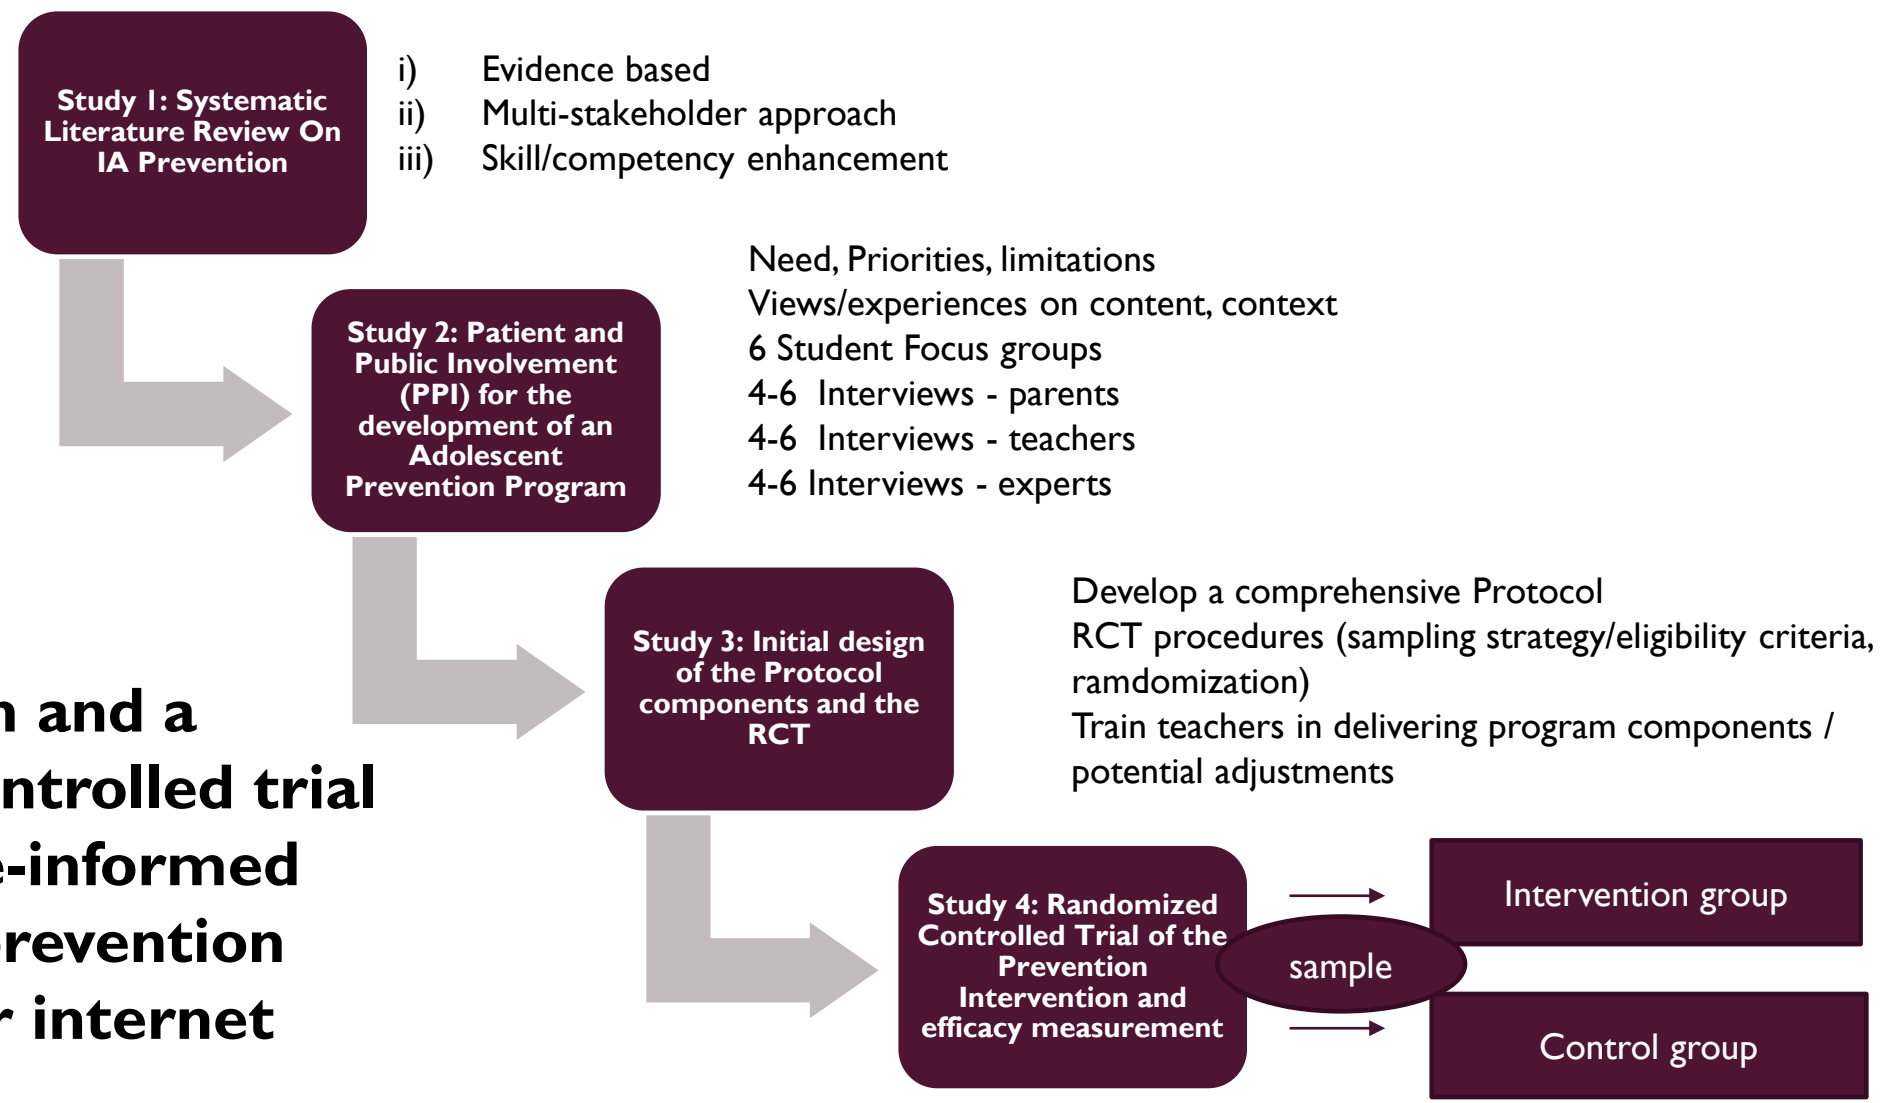 Study 1: Systematic
Literature Review On
IA Prevention
i) Evidence based
ii) Multi-stakeholder approach
iii) Skill/competency enhancement
Study 2: Patient and
Public Involvement
(PPI) for the
development of an
Adolescent
Prevention Program
Need, Priorities, limitations
Views/experiences on content, context
6 Student Focus groups
4-6 Interviews - parents
4-6 Interviews - teachers
4-6 Interviews - experts
Study 3: Initial design
of the Protocol
components and the
RCT
Develop a comprehensive Protocol
RCT procedures (sampling strategy/eligibility criteria,
ramdomization)
Train teachers in delivering program components /
potential adjustments
and a
ntrolled trial
e-informed
prevention
r internet
Study 4: Randomized
Controlled Trial of the
Prevention
Intervention and
efficacy measurement
sample
Intervention group
Control group